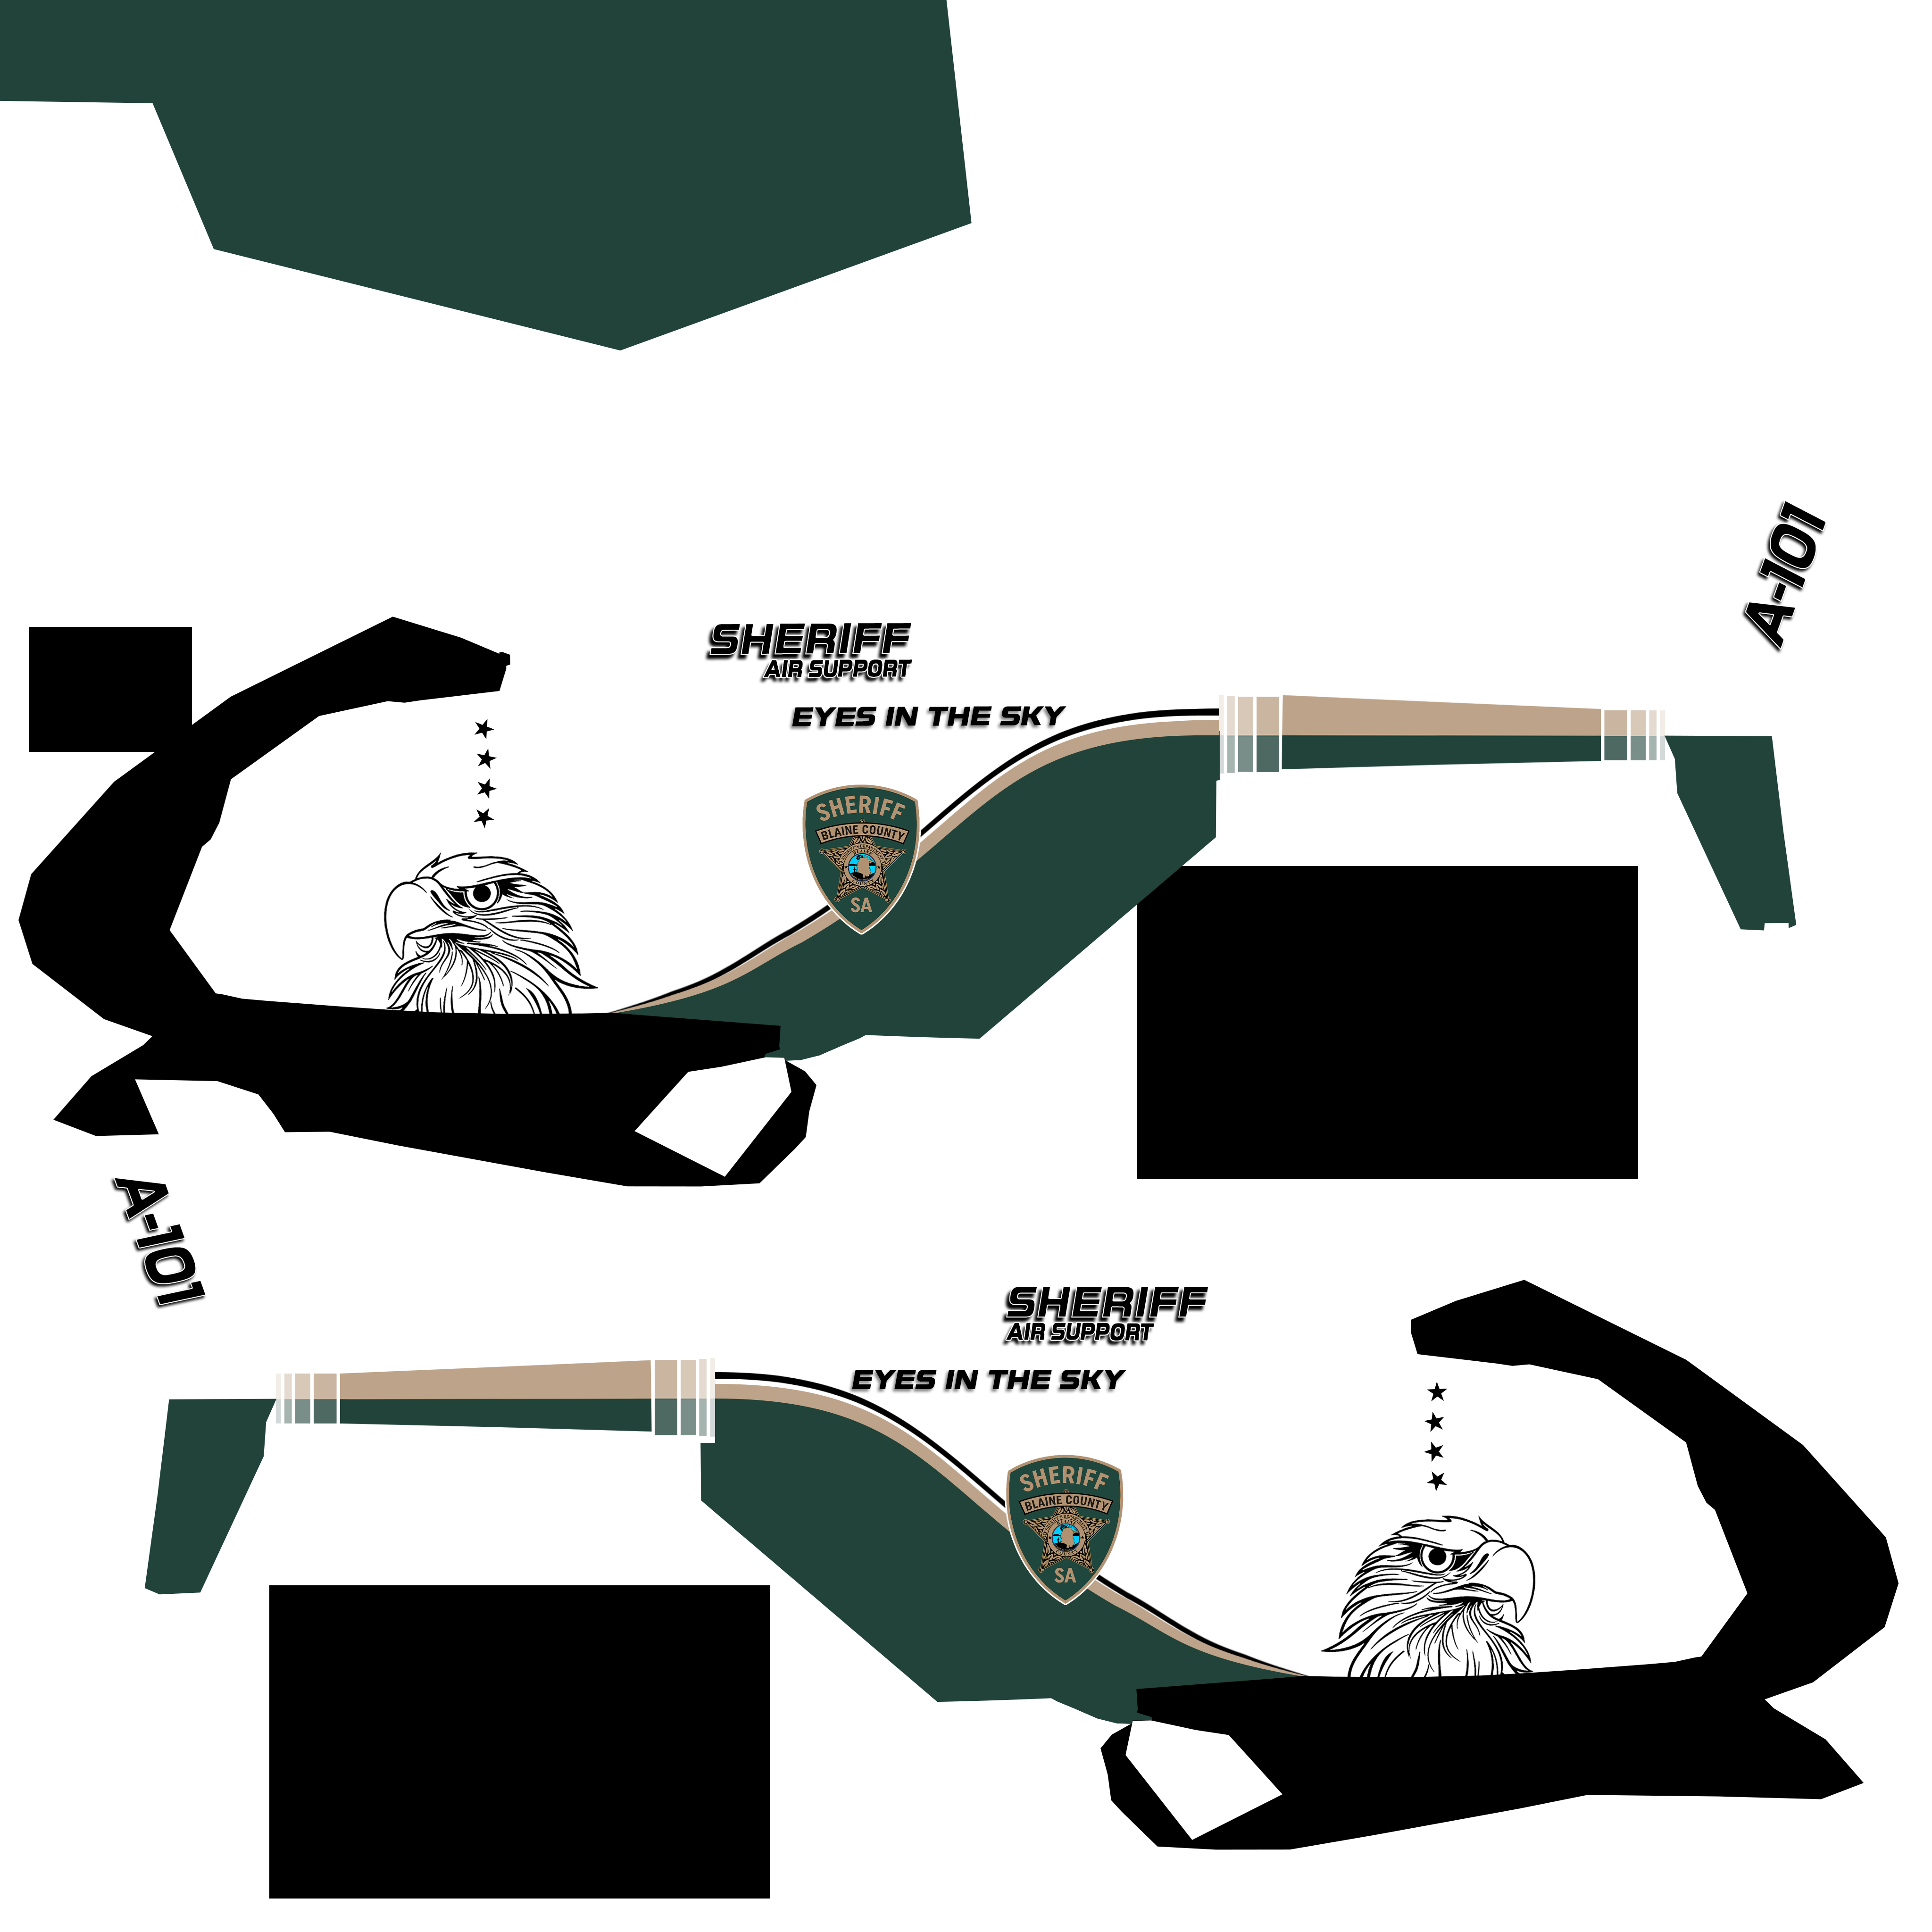 A-101
SHERIFF
AIR SUPPORT
EYES IN THE SKY
SHERIFF
BLAINE COUNTY
SA
A-101
SHERIFF
AIR SUPPORT
EYES IN THE SKY
SHERIFF
BLAINE COUNTY
SA